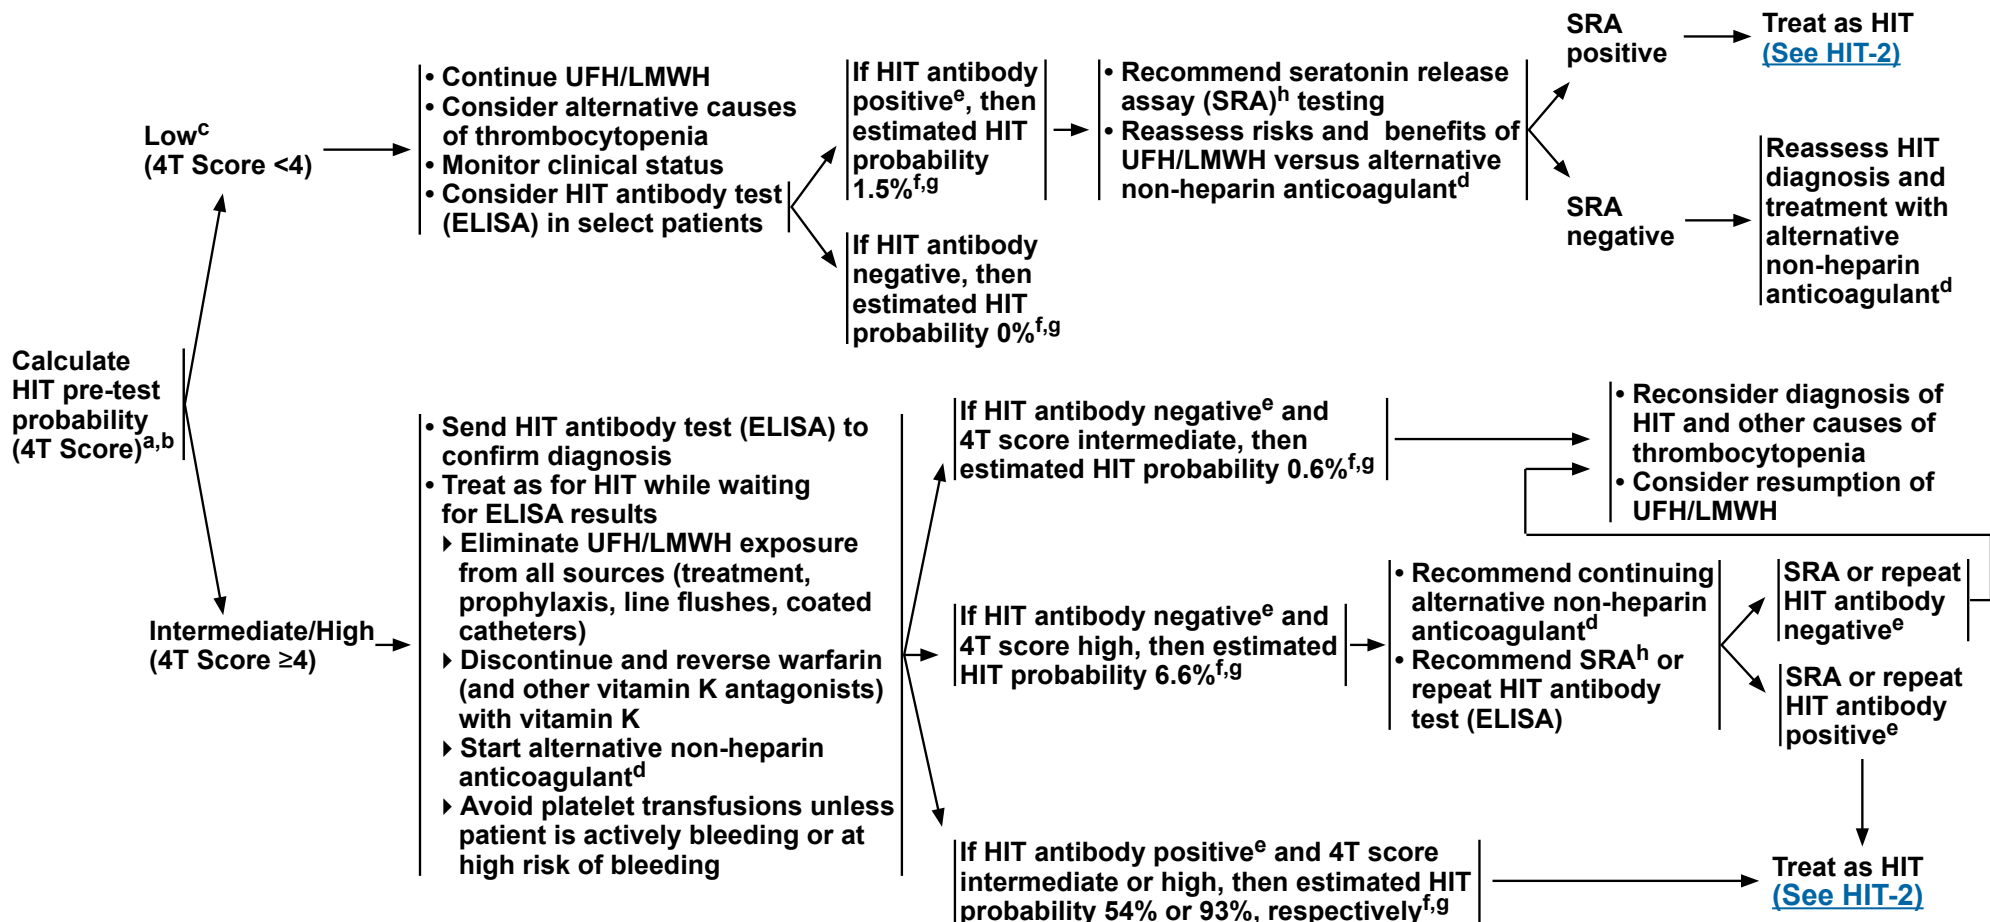 Calculate
HIT pre-test
probability
(4T Score)a,b
Lowc
(4T Score <4)
• Continue UFH/LMWH
• Consider alternative causes
of thrombocytopenia
• Monitor clinical status
• Consider HIT antibody test
(ELISA) in select patients
If HIT antibody
positivee, then
estimated HIT
probability
1.5%f,g
If HIT antibody
negative, then
estimated HIT
probability 0%f,g
• Recommend seratonin release
assay (SRA)h testing
• Reassess risks and benefits of
UFH/LMWH versus alternative
non-heparin anticoagulantd
SRA
positive
Treat as HIT
(See HIT-2)
SRA
negative
Reassess HIT
diagnosis and
treatment with
alternative
non-heparin
anticoagulantd
Intermediate/High
(4T Score ≥4)
• Send HIT antibody test (ELISA) to
confirm diagnosis
• Treat as for HIT while waiting
for ELISA results
▸ Eliminate UFH/LMWH exposure
from all sources (treatment,
prophylaxis, line flushes, coated
catheters)
▸ Discontinue and reverse warfarin
(and other vitamin K antagonists)
with vitamin K
▸ Start alternative non-heparin
anticoagulantd
▸ Avoid platelet transfusions unless
patient is actively bleeding or at
high risk of bleeding
If HIT antibody negativee and
4T score intermediate, then
estimated HIT probability 0.6%f,g
• Reconsider diagnosis of
HIT and other causes of
thrombocytopenia
• Consider resumption of
UFH/LMWH
If HIT antibody negativee and
4T score high, then estimated
HIT probability 6.6%f,g
• Recommend continuing
alternative non-heparin
anticoagulantd
• Recommend SRAh or
repeat HIT antibody
test (ELISA)
SRA or repeat
HIT antibody
negativee
SRA or repeat
HIT antibody
positivee
If HIT antibody positivee and 4T score
intermediate or high, then estimated HIT
probability 54% or 93%, respectivelyf,g
Treat as HIT
(See HIT-2)